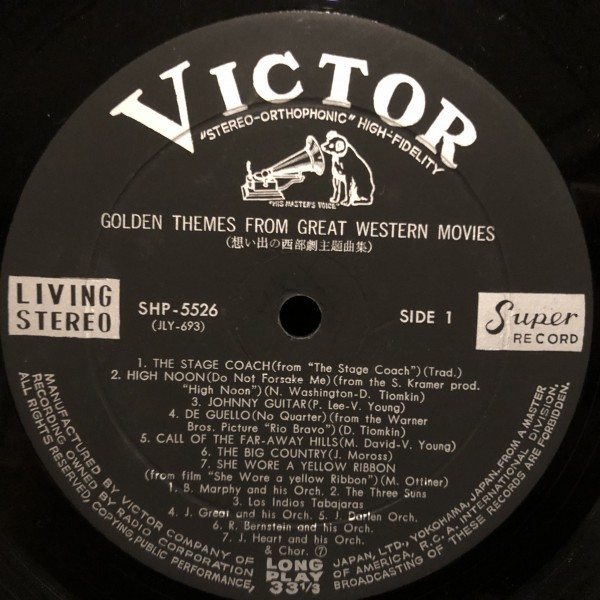 VICTOR
"STEREO-ORTHOPHONIC" HIGH-FIDELITY
"HIS MASTER'S VOICE"
GOLDEN THEMES FROM GREAT WESTERN MOVIES
(想い出の西部劇主題曲集)
LIVING
STEREO
SHP-5526
(JLY-693)
SIDE 1
Super
RECORD
1. THE STAGE COACH(from "The Stage Coach")(Trad.)
2. HIGH NOON(Do Not Forsake Me)(from the S. Kramer prod.
"High Noon")(N. Washington-D. Tiomkin)
3. JOHNNY GUITAR(P. Lee-V. Young)
4. DE GUELLO(No Quarter)(from the Warner
Bros. Picture "Rio Bravo")(D. Tiomkin)
5. CALL OF THE FAR-AWAY HILLS(M. David-V. Young)
6. THE BIG COUNTRY(J. Moross)
7. SHE WORE A YELLOW RIBBON
(from film "She Wore a yellow Ribbon")(M. Ottiner)
1. B. Marphy and his Orch. 2. The Three Suns
3. Los Indios Tabajaras
4. J. Great and his Orch. 5. J. Darlen Orch.
6. R. Bernstein and his Orch.
7. J. Heart and his Orch.
& Chor. ⑦
LONG
PLAY
33 1/3
MANUFACTURED BY VICTOR COMPANY OF JAPAN, LTD., YOKOHAMA, JAPAN, FROM A MASTER
RECORDING OWNED BY RADIO CORPORATION OF AMERICA, R.C.A. INTERNATIONAL DIVISION.
ALL RIGHTS RESERVED; COPYING, PUBLIC PERFORMANCE, BROADCASTING OF THESE RECORDS ARE FORBIDDEN.